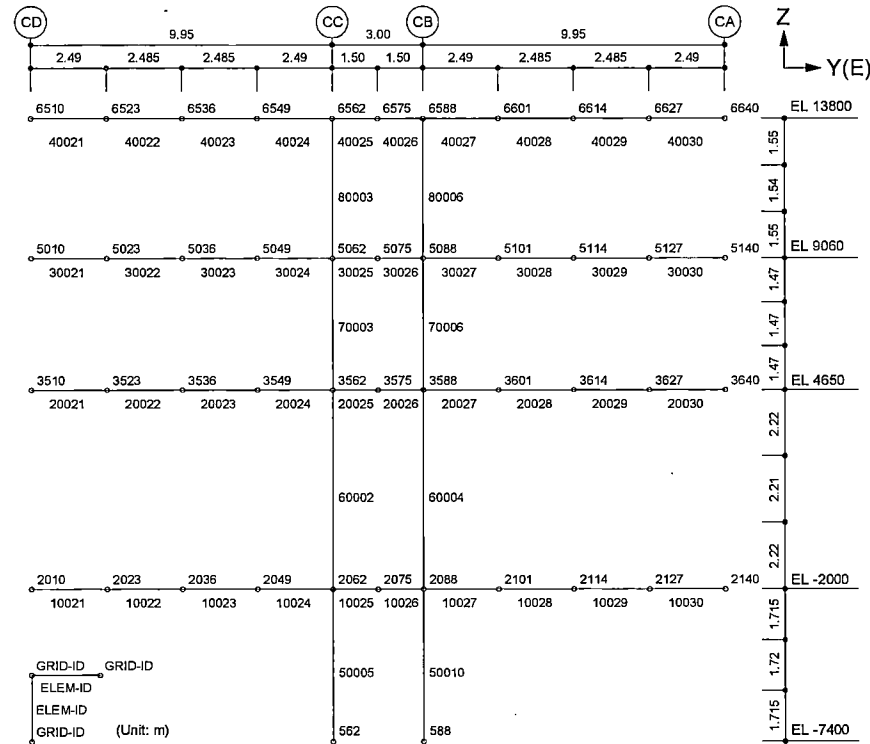 CD CC CB CA Z
9.95 3.00 9.95
2.49 2.485 2.485 2.49 1.50 1.50 2.49 2.485 2.485 2.49 Y(E)
6510 6523 6536 6549 6562 6575 6588 6601 6614 6627 6640 EL 13800
40021 40022 40023 40024 40025 40026 40027 40028 40029 40030
1.55
80003 80006 1.54
1.55
5010 5023 5036 5049 5062 5075 5088 5101 5114 5127 5140 EL 9060
30021 30022 30023 30024 30025 30026 30027 30028 30029 30030
1.47
70003 70006 1.47
1.47
3510 3523 3536 3549 3562 3575 3588 3601 3614 3627 3640 EL 4650
20021 20022 20023 20024 20025 20026 20027 20028 20029 20030
2.22
60002 60004 2.21
2.22
2010 2023 2036 2049 2062 2075 2088 2101 2114 2127 2140 EL -2000
10021 10022 10023 10024 10025 10026 10027 10028 10029 10030
1.715
GRID-ID GRID-ID 50005 50010 1.72
ELEM-ID
ELEM-ID
1.715
GRID-ID (Unit: m) 562 588 EL -7400